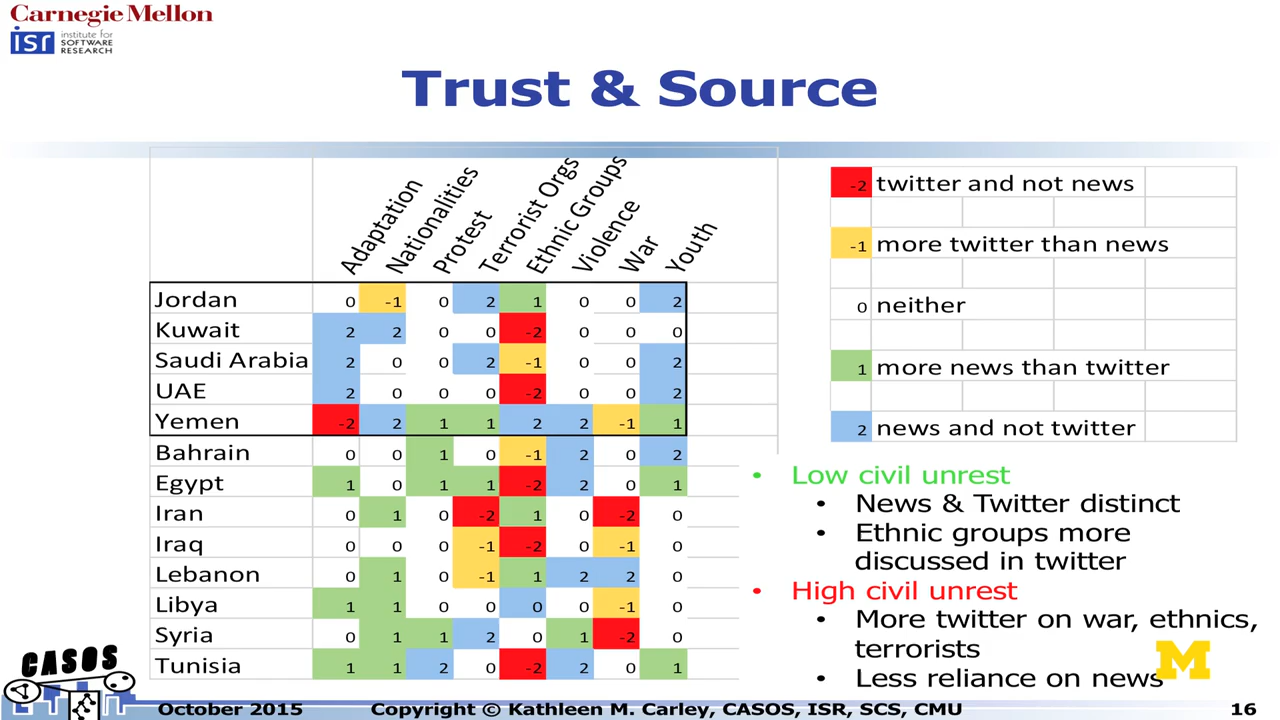 Carnegie Mellon
isr institute for
SOFTWARE
RESEARCH
Trust & Source
Adaptation Nationalities Protest Terrorist Orgs Ethnic Groups Violence War Youth
Jordan 0 -1 0 2 1 0 0 2
Kuwait 2 2 0 0 -2 0 0 0
Saudi Arabia 2 0 0 2 -1 0 0 2
UAE 2 0 0 0 -2 0 0 2
Yemen -2 2 1 1 2 2 -1 1
Bahrain 0 0 1 0 -1 2 0 2
Egypt 1 0 1 1 -2 2 0 1
Iran 0 1 0 -2 1 0 -2 0
Iraq 0 0 0 -1 -2 0 -1 0
Lebanon 0 1 0 -1 1 2 2 0
Libya 1 1 0 0 0 0 -1 0
Syria 0 1 1 2 0 1 -2 0
Tunisia 1 1 2 0 -2 2 0 1
-2 twitter and not news
-1 more twitter than news
0 neither
1 more news than twitter
2 news and not twitter
• Low civil unrest
• News & Twitter distinct
• Ethnic groups more
discussed in twitter
• High civil unrest
• More twitter on war, ethnics,
terrorists
• Less reliance on news
M
CASOS
October 2015 Copyright © Kathleen M. Carley, CASOS, ISR, SCS, CMU 16